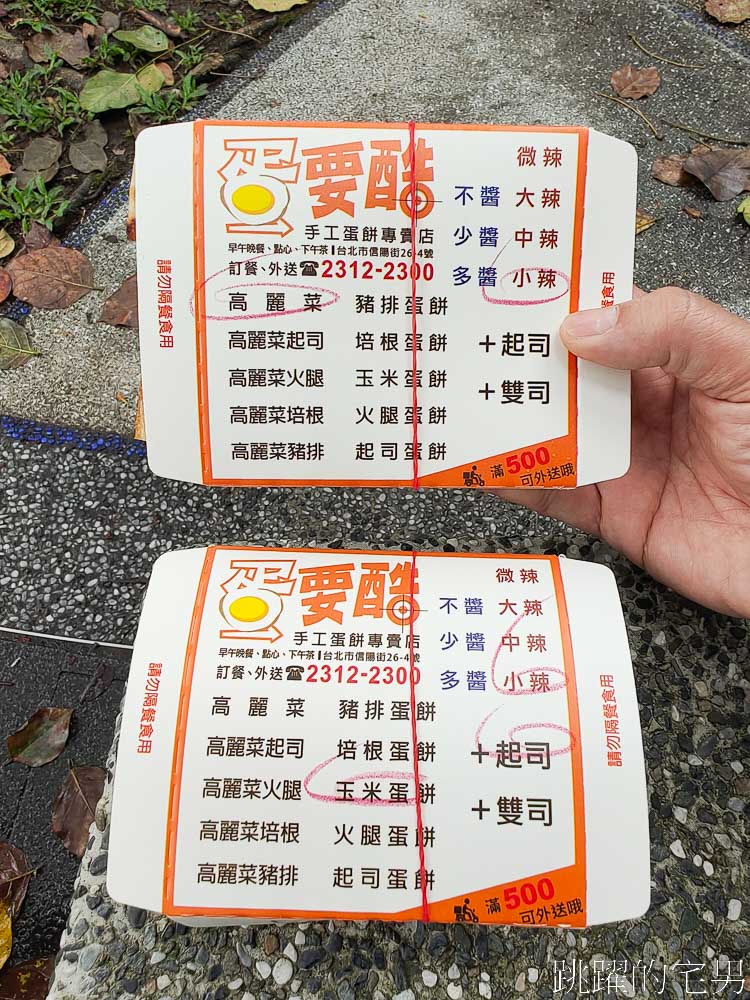 蛋要酷
手工蛋餅專賣店
早午晚餐、點心、下午茶 台北市信陽街26-4號
訂餐、外送☎2312-2300
微辣
不醬 大辣
少醬 中辣
多醬 小辣
高麗菜 豬排蛋餅
高麗菜起司 培根蛋餅 +起司
高麗菜火腿 玉米蛋餅 +雙司
高麗菜培根 火腿蛋餅
高麗菜豬排 起司蛋餅
滿500
可外送哦
請勿隔餐食用
食用
蛋要酷
手工蛋餅專賣店
早午晚餐、點心、下午茶 台北市信陽街26-4號
訂餐、外送☎2312-2300
微辣
不醬 大辣
少醬 中辣
多醬 小辣
高麗菜 豬排蛋餅
高麗菜起司 培根蛋餅 +起司
高麗菜火腿 玉米蛋餅 +雙司
高麗菜培根 火腿蛋餅
高麗菜豬排 起司蛋餅
滿500
可外送哦
請勿隔餐食用
請勿隔餐食用
跳躍的宅男